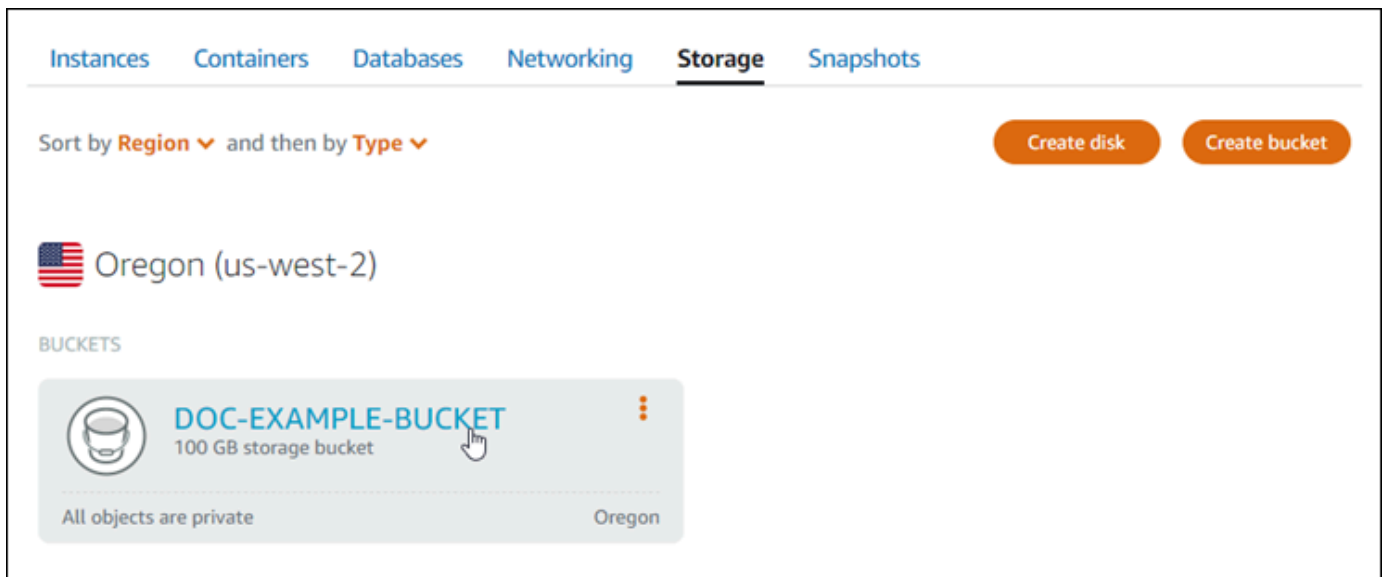 Instances Containers Databases Networking Storage Snapshots
Sort by Region and then by Type Create disk Create bucket
Oregon (us-west-2)
BUCKETS
DOC-EXAMPLE-BUCKET
100 GB storage bucket
All objects are private Oregon